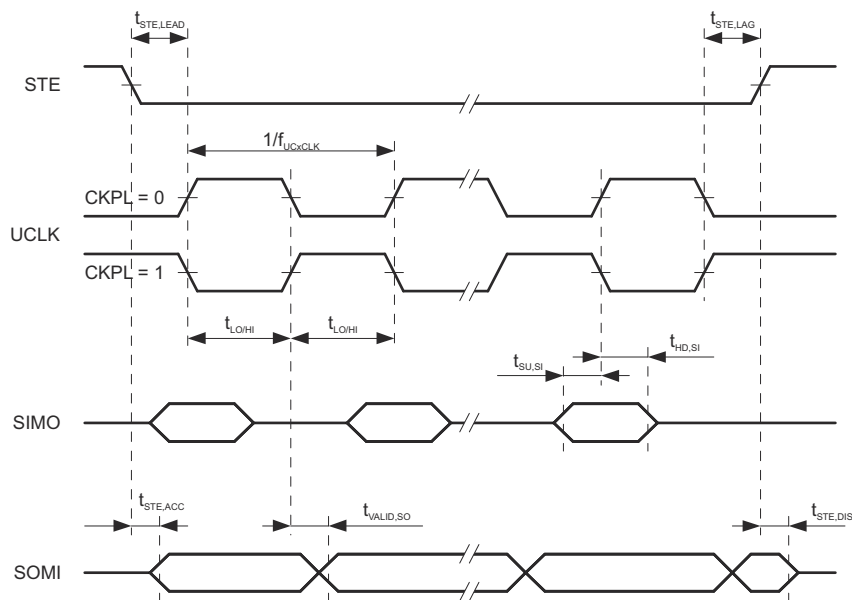 tSTE,LEAD
tSTE,LAG
STE
1/fUCxCLK
CKPL = 0
UCLK
CKPL = 1
tLO/HI
tLO/HI
tHD,SI
tSU,SI
SIMO
tSTE,ACC
tVALID,SO
tSTE,DIS
SOMI